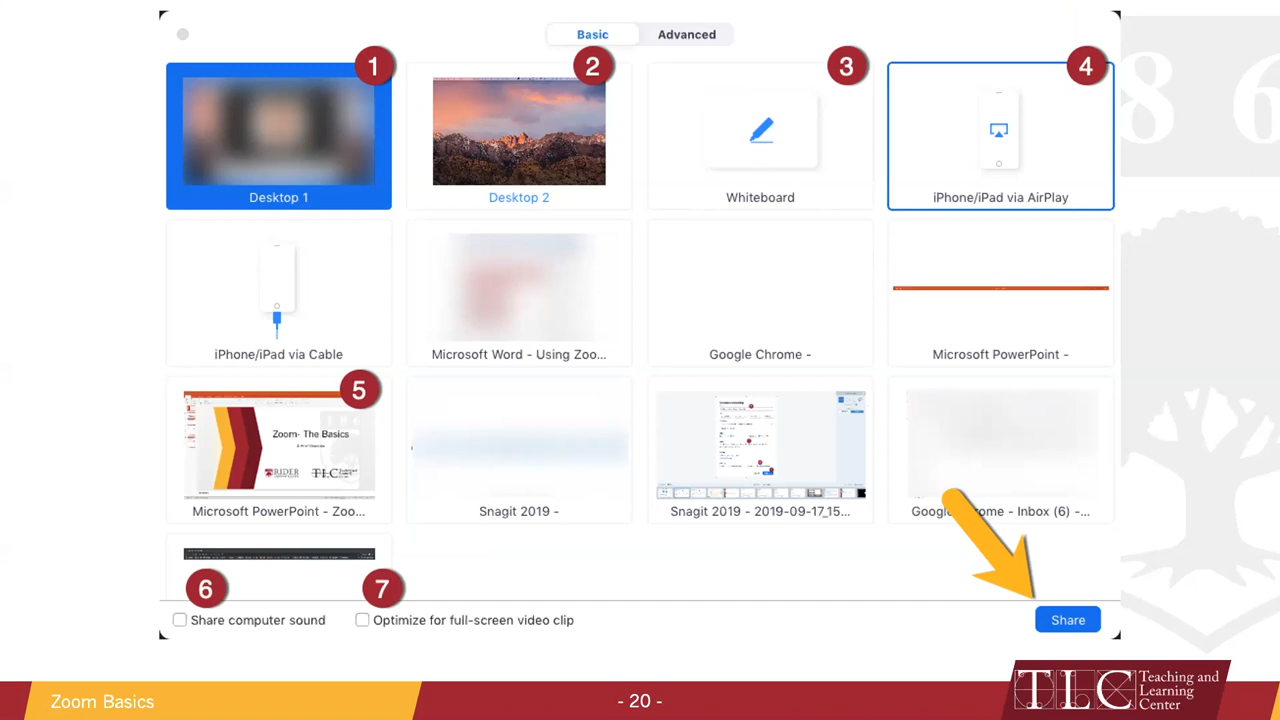 Basic Advanced
1 2 3 4
Desktop 1 Desktop 2 Whiteboard iPhone/iPad via AirPlay
iPhone/iPad via Cable Microsoft Word - Using Zoo... Google Chrome - Microsoft PowerPoint -
5
Zoom- The Basics
RIDER TLC
Microsoft PowerPoint - Zoo... Snagit 2019 - Snagit 2019 - 2019-09-17_15... Google Chrome - Inbox (6) -...
6 7
Share computer sound Optimize for full-screen video clip Share
86
Zoom Basics - 20 - TLC
Teaching and
Learning
Center